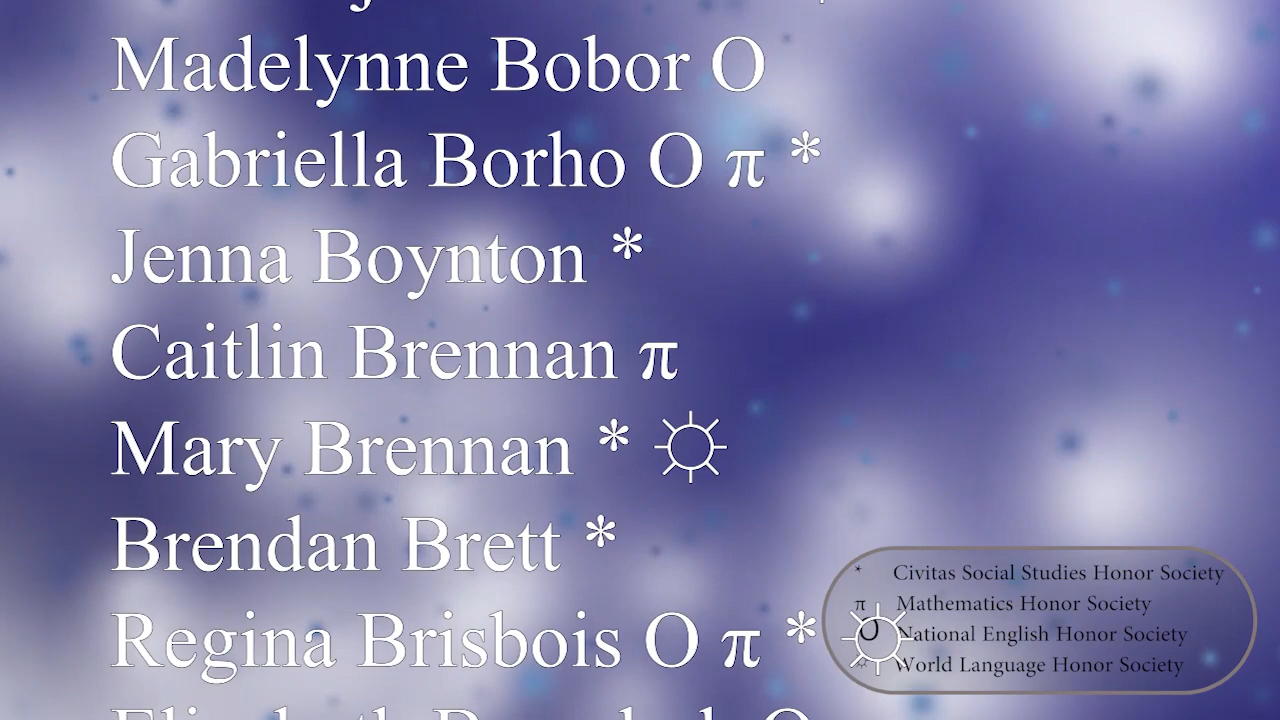 Madelynne Bobor O
Gabriella Borho O π *
Jenna Boynton *
Caitlin Brennan π
Mary Brennan * ☼
Brendan Brett *
Regina Brisbois O π * ☼
* Civitas Social Studies Honor Society
π Mathematics Honor Society
O National English Honor Society
☼ World Language Honor Society